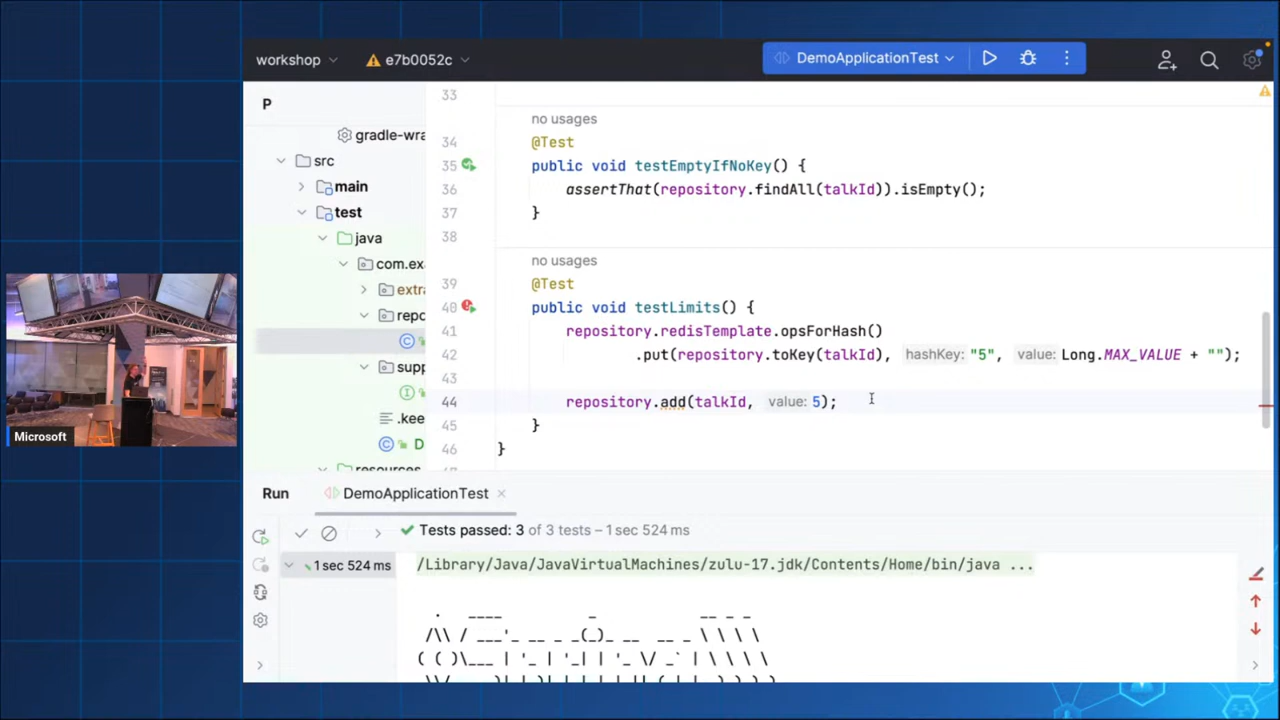 workshop
e7b0052c
DemoApplicationTest
P
gradle-wra
src
main
test
java
com.exa
extra
repo
supp
.kee
D
resources
33
no usages
34 @Test
35 public void testEmptyIfNoKey() {
36 assertThat(repository.findAll(talkId)).isEmpty();
37 }
38
no usages
39 @Test
40 public void testLimits() {
41 repository.redisTemplate.opsForHash()
42 .put(repository.toKey(talkId), hashKey: "5", value: Long.MAX_VALUE + "");
43
44 repository.add(talkId, value: 5);
45 }
46 }
Microsoft
Run
DemoApplicationTest
Tests passed: 3 of 3 tests – 1 sec 524 ms
1 sec 524 ms
/Library/Java/JavaVirtualMachines/zulu-17.jdk/Contents/Home/bin/java ...